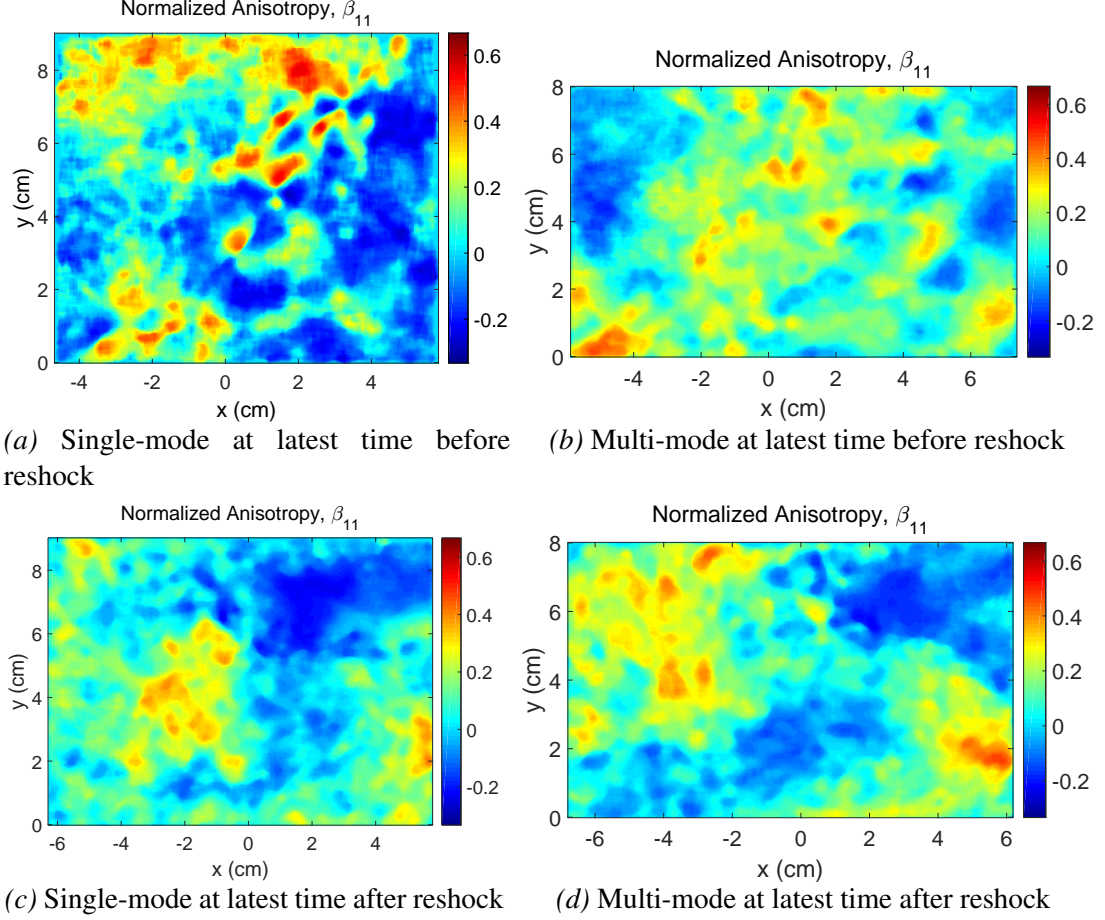 Normalized Anisotropy, β11
8
6
4
2
0
y (cm)
-4 -2 0 2 4
x (cm)
0.6
0.4
0.2
0
-0.2
(a) Single-mode at latest time before
reshock
Normalized Anisotropy, β11
8
6
4
2
0
y (cm)
-4 -2 0 2 4 6
x (cm)
0.6
0.4
0.2
0
-0.2
(b) Multi-mode at latest time before reshock
Normalized Anisotropy, β11
8
6
4
2
0
y (cm)
-6 -4 -2 0 2 4
x (cm)
0.6
0.4
0.2
0
-0.2
(c) Single-mode at latest time after reshock
Normalized Anisotropy, β11
8
6
4
2
0
y (cm)
-6 -4 -2 0 2 4 6
x (cm)
0.6
0.4
0.2
0
-0.2
(d) Multi-mode at latest time after reshock